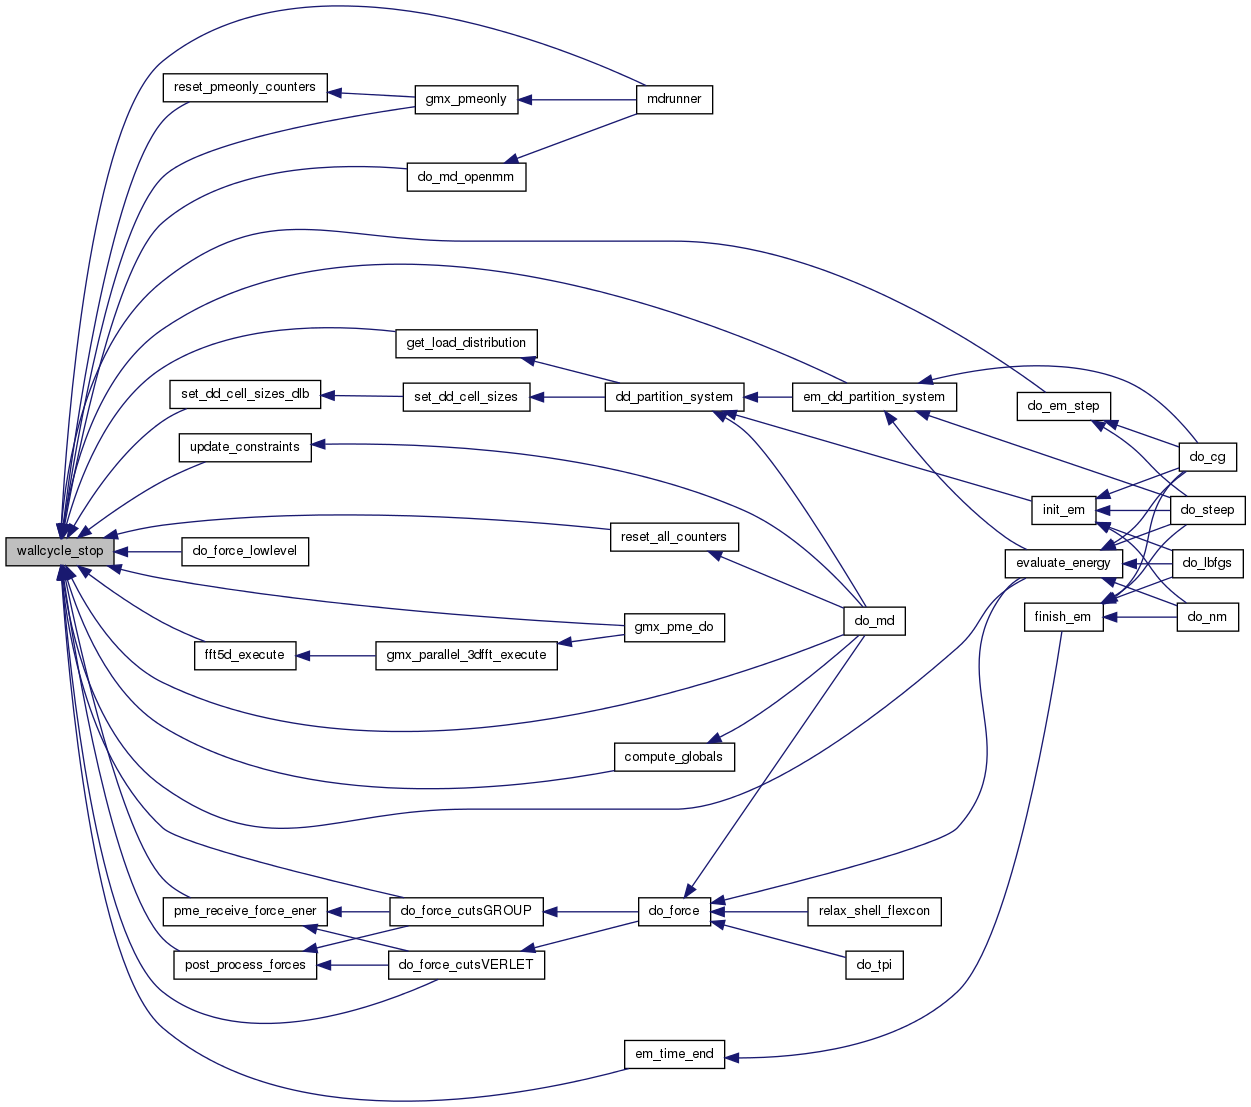 reset_pmeonly_counters
gmx_pmeonly
mdrunner
do_md_openmm
get_load_distribution
set_dd_cell_sizes_dlb
set_dd_cell_sizes
dd_partition_system
em_dd_partition_system
do_em_step
update_constraints
do_cg
init_em
do_steep
reset_all_counters
wallcycle_stop
do_force_lowlevel
evaluate_energy
do_lbfgs
gmx_pme_do
do_md
finish_em
do_nm
fft5d_execute
gmx_parallel_3dfft_execute
compute_globals
pme_receive_force_ener
do_force_cutsGROUP
do_force
relax_shell_flexcon
post_process_forces
do_force_cutsVERLET
do_tpi
em_time_end